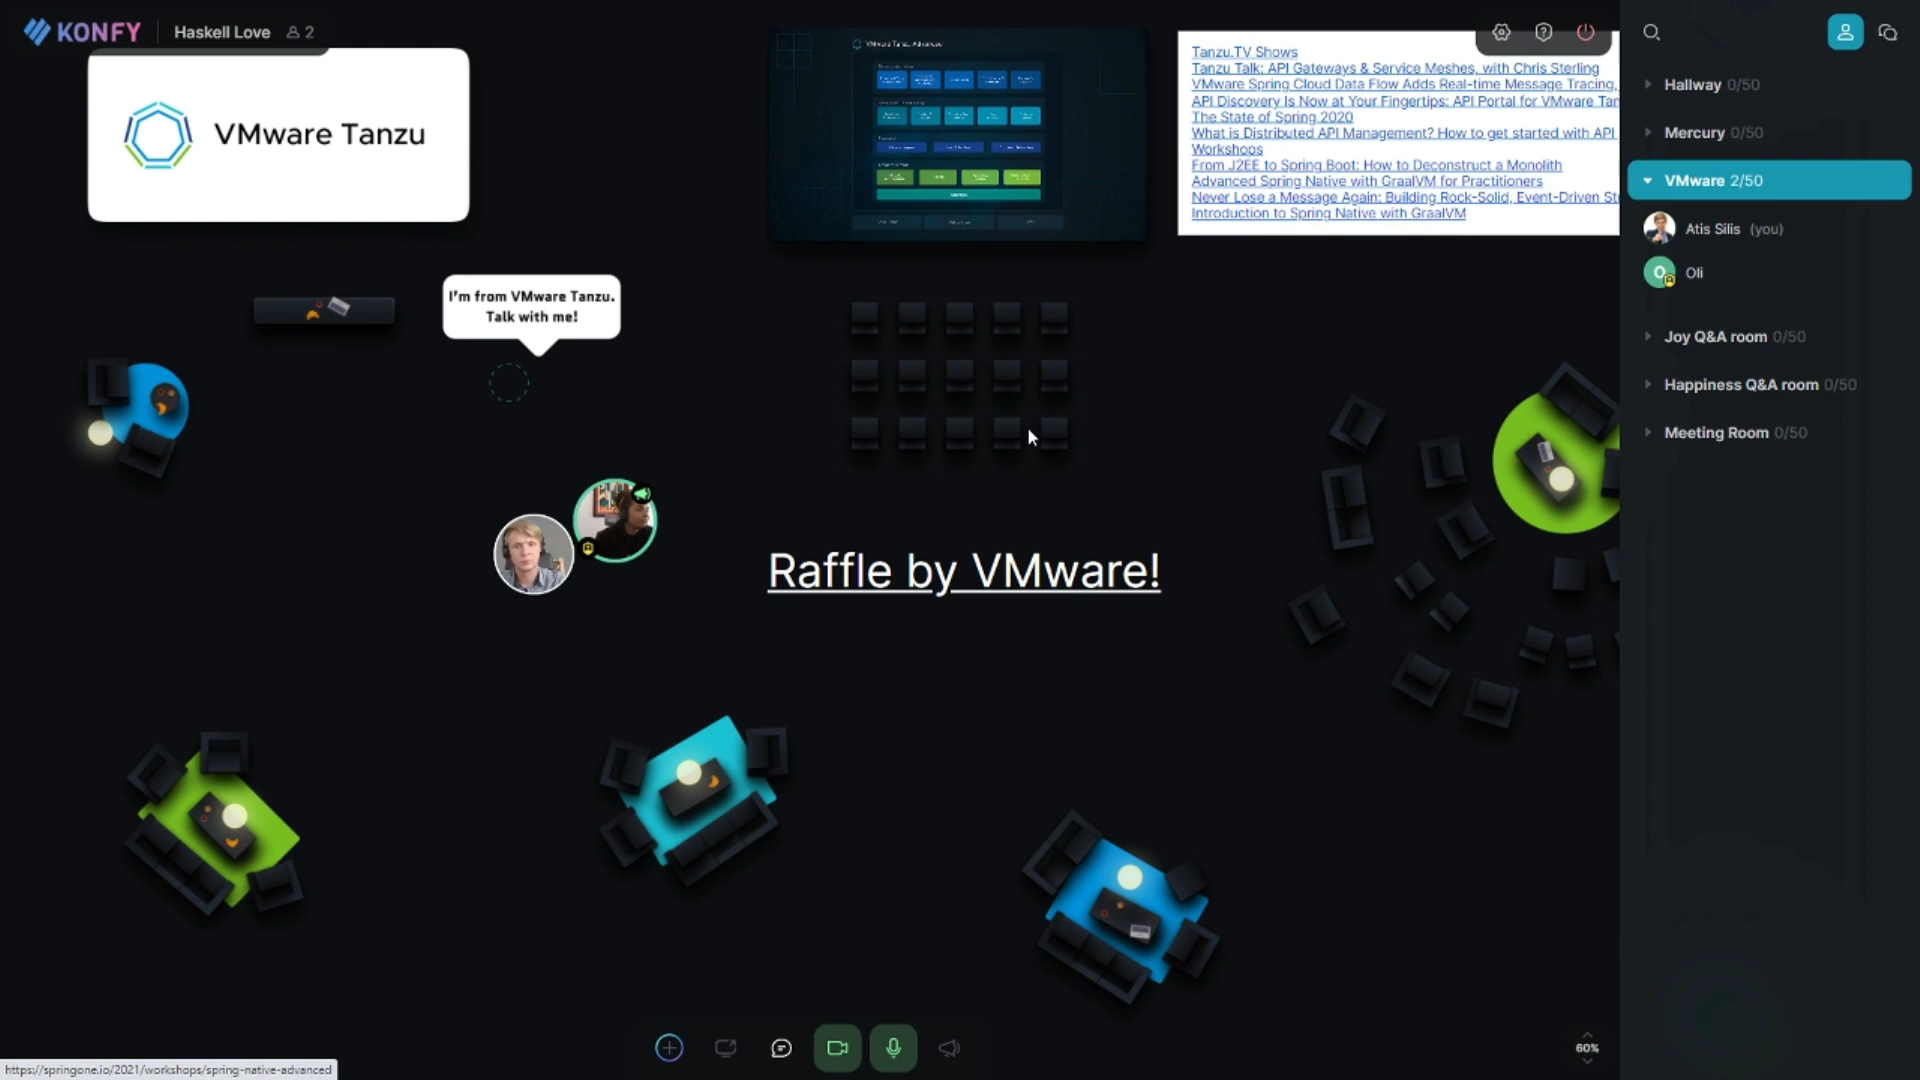 KONFY
Haskell Love 2
VMware Tanzu
VMware Tanzu Advanced
Tanzu.TV Shows
Tanzu Talk: API Gateways & Service Meshes, with Chris Sterling
VMware Spring Cloud Data Flow Adds Real-time Message Tracing,
API Discovery Is Now at Your Fingertips: API Portal for VMware Tan
The State of Spring 2020
What is Distributed API Management? How to get started with API
Workshops
From J2EE to Spring Boot: How to Deconstruct a Monolith
Advanced Spring Native with GraalVM for Practitioners
Never Lose a Message Again: Building Rock-Solid, Event-Driven St
Introduction to Spring Native with GraalVM
I'm from VMware Tanzu.
Talk with me!
Raffle by VMware!
Hallway 0/50
Mercury 0/50
VMware 2/50
Atis Silis (you)
O Oli
Joy Q&A room 0/50
Happiness Q&A room 0/50
Meeting Room 0/50
60%
https://springone.io/2021/workshops/spring-native-advanced